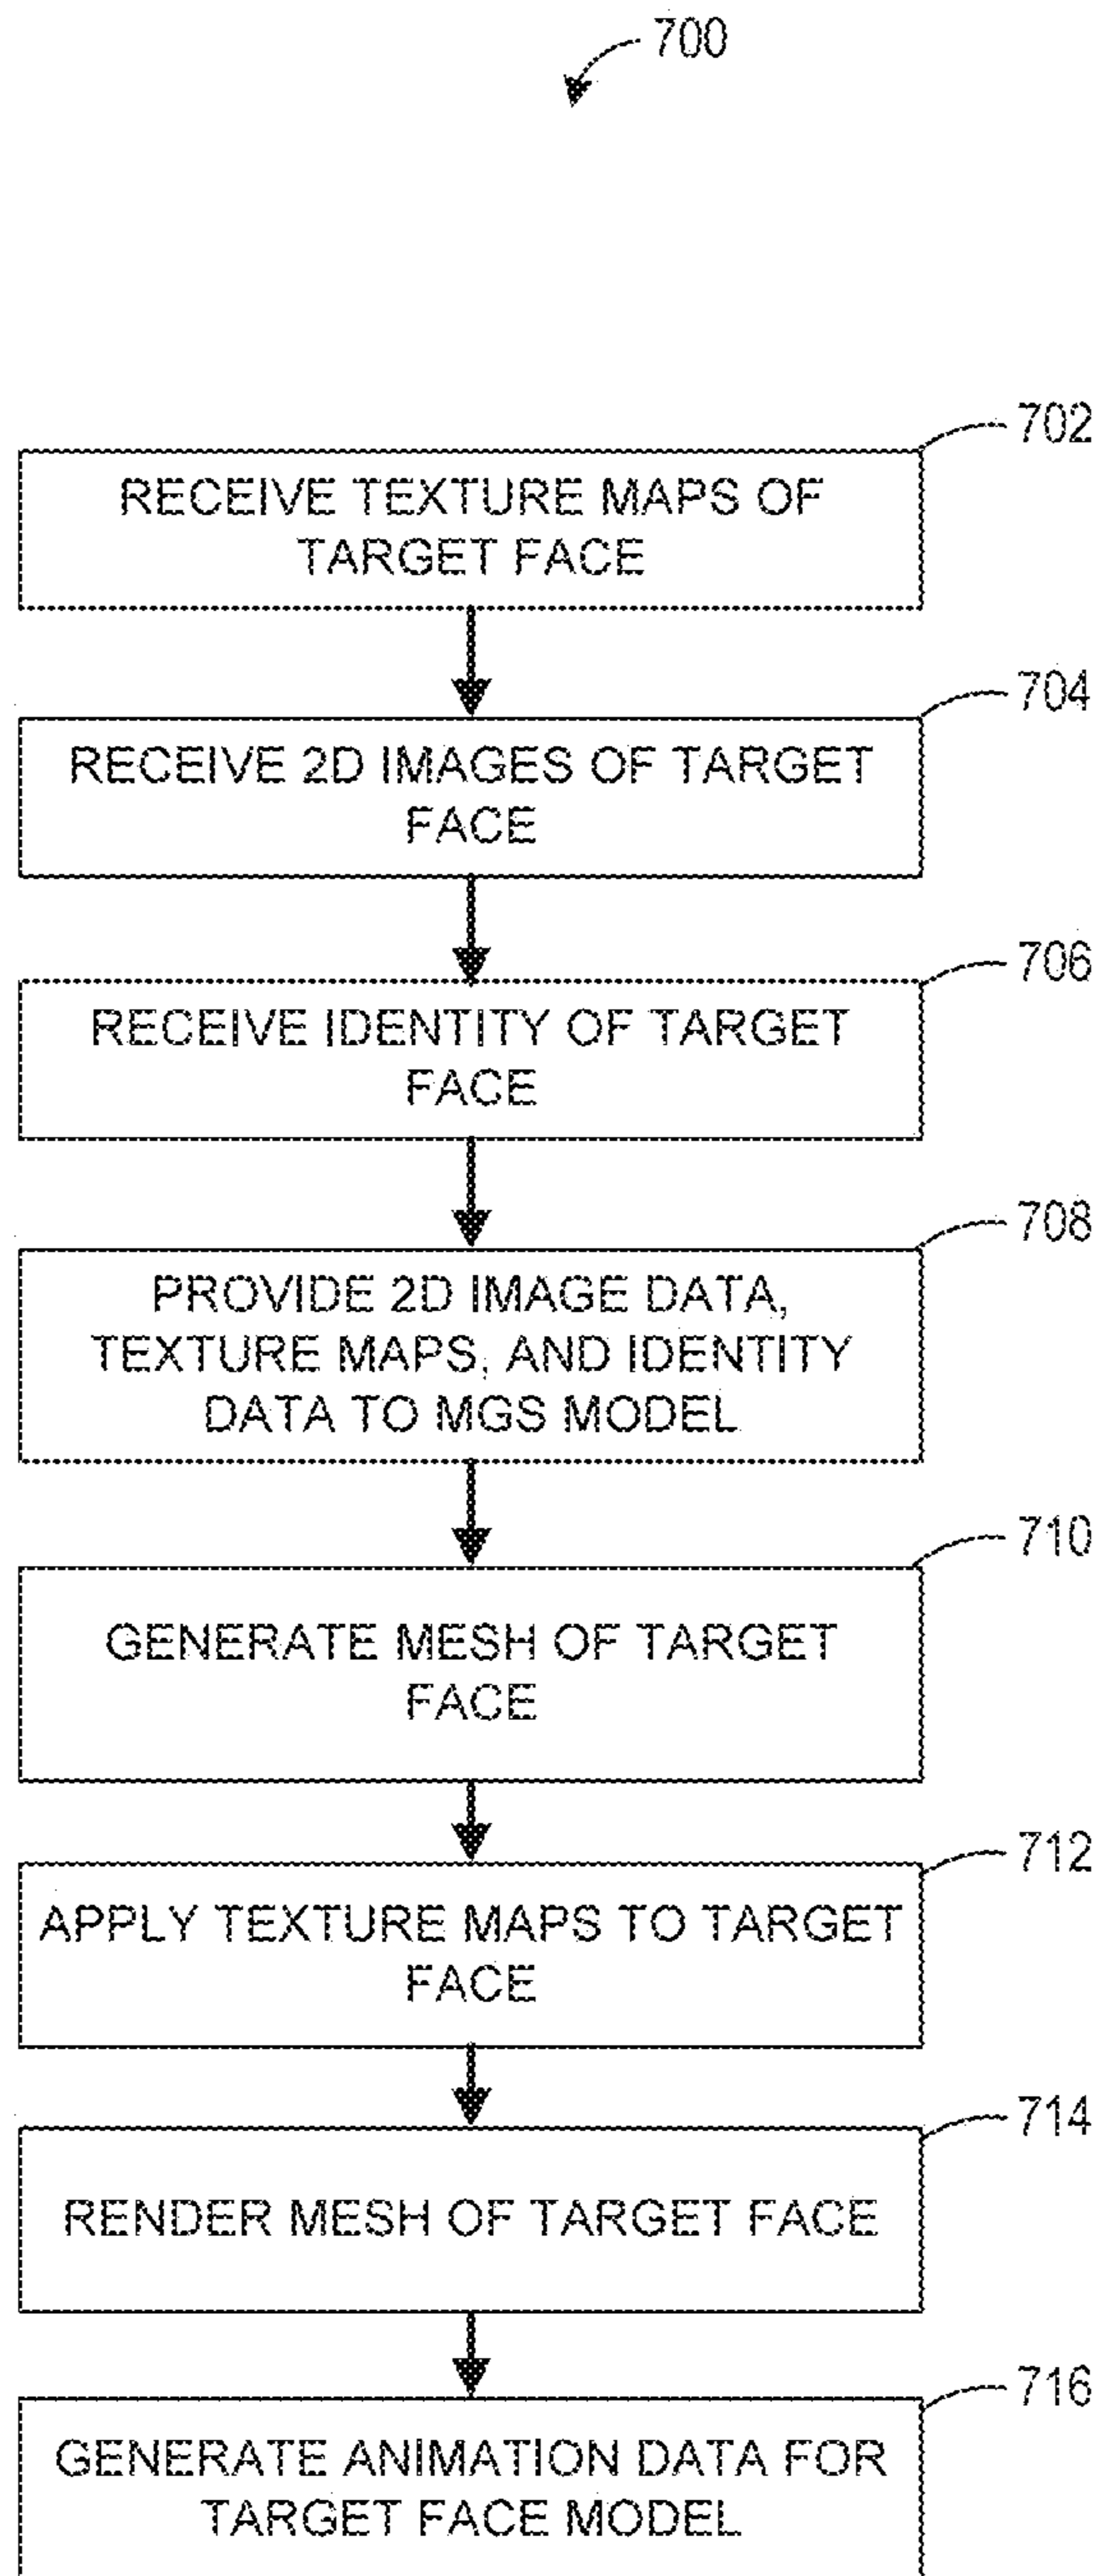 700
702
RECEIVE TEXTURE MAPS OF
TARGET FACE
704
RECEIVE 2D IMAGES OF TARGET
FACE
706
RECEIVE IDENTITY OF TARGET
FACE
708
PROVIDE 2D IMAGE DATA,
TEXTURE MAPS, AND IDENTITY
DATA TO MGS MODEL
710
GENERATE MESH OF TARGET
FACE
712
APPLY TEXTURE MAPS TO TARGET
FACE
714
RENDER MESH OF TARGET FACE
716
GENERATE ANIMATION DATA FOR
TARGET FACE MODEL